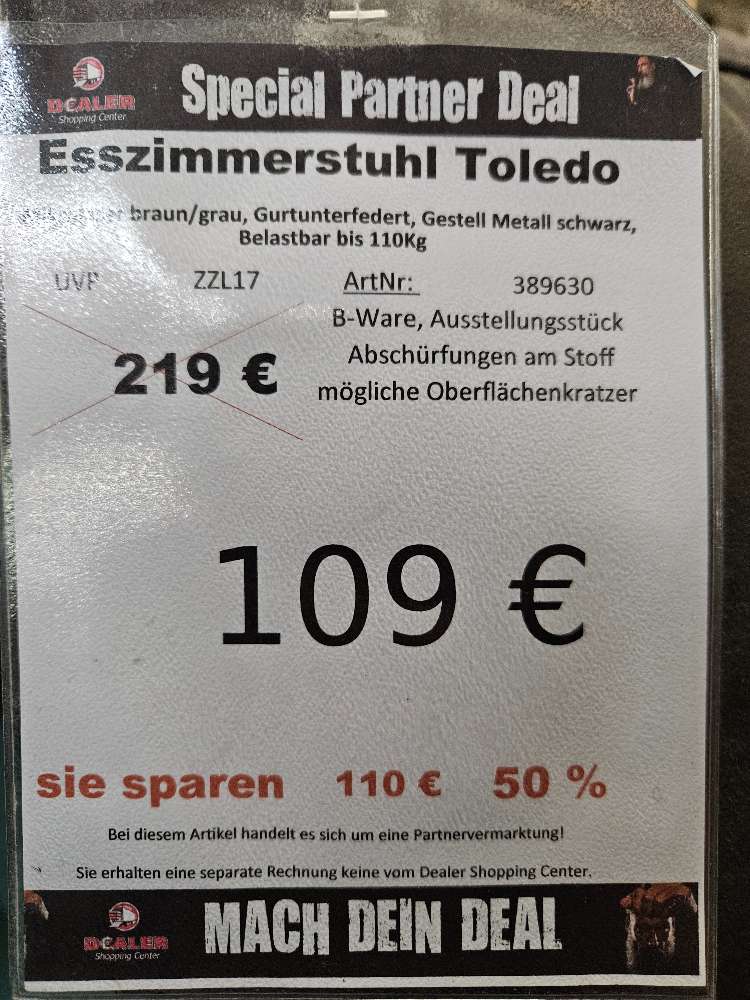 DEALER
Shopping Center
Special Partner Deal
Esszimmerstuhl Toledo
braun/grau, Gurtunterfedert, Gestell Metall schwarz,
Belastbar bis 110Kg
UVP ZZL17 ArtNr: 389630
B-Ware, Ausstellungsstück
219 €
Abschürfungen am Stoff
mögliche Oberflächenkratzer
109 €
sie sparen 110 € 50 %
Bei diesem Artikel handelt es sich um eine Partnervermarktung!
Sie erhalten eine separate Rechnung keine vom Dealer Shopping Center.
DEALER
Shopping Center
MACH DEIN DEAL